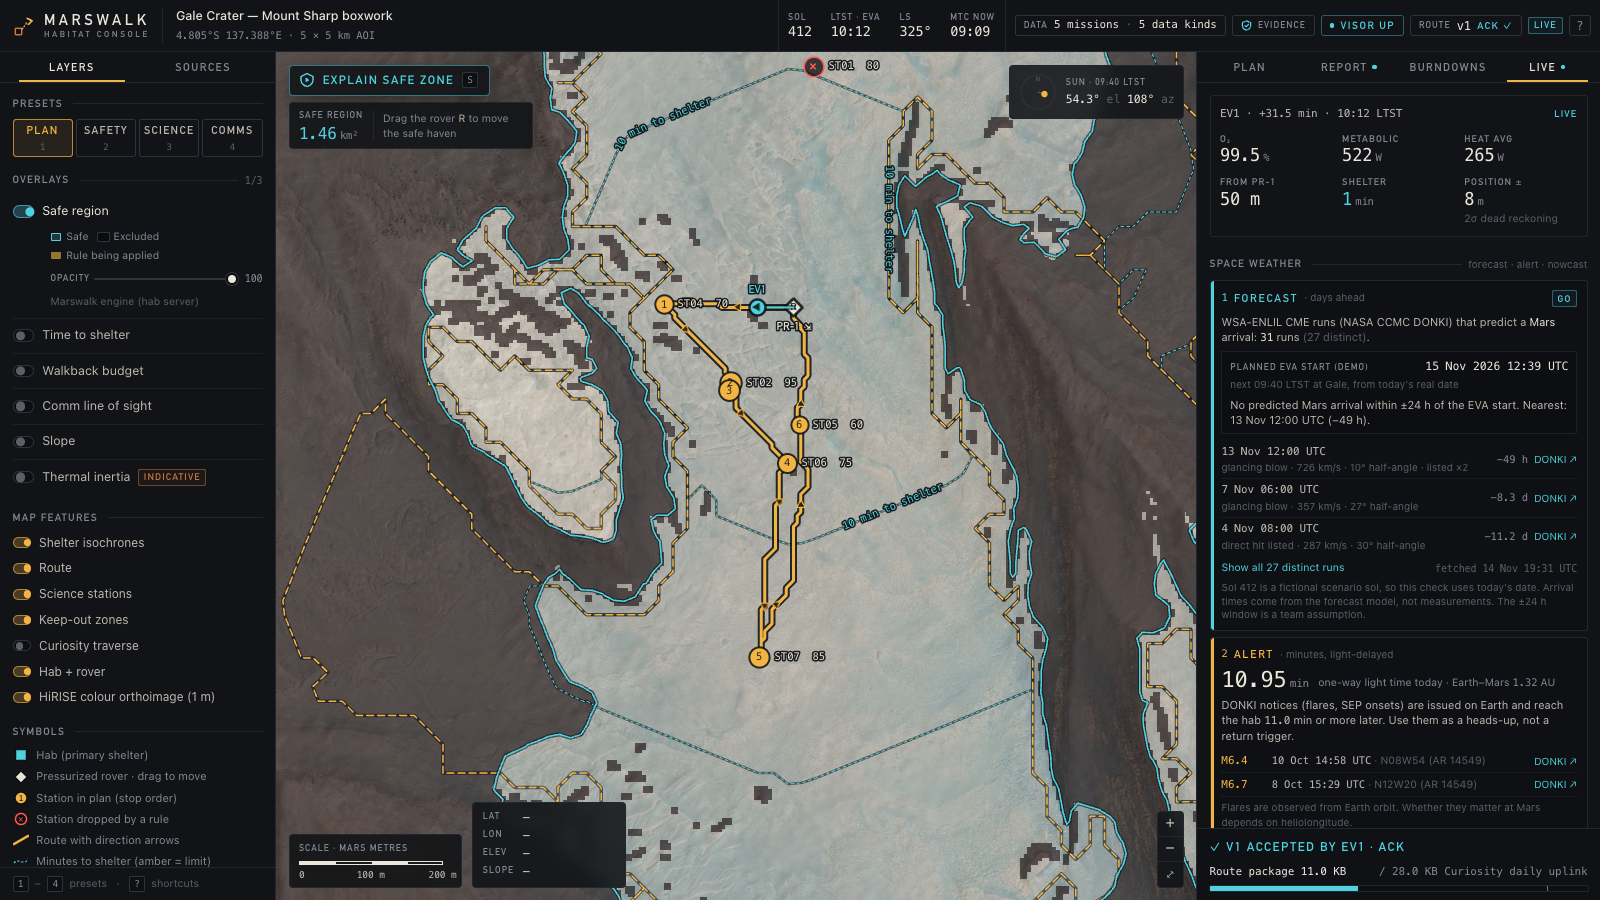 MARSWALK
HABITAT CONSOLE
Gale Crater — Mount Sharp boxwork
4.805°S 137.388°E · 5 × 5 km AOI
SOL
412
LTST · EVA
10:12
LS
325°
MTC NOW
09:09
DATA 5 missions · 5 data kinds
EVIDENCE
VISOR UP
ROUTE v1 ACK ✓
LIVE
?
LAYERS
SOURCES
PRESETS
PLAN
1
SAFETY
2
SCIENCE
3
COMMS
4
OVERLAYS
1/3
Safe region
Safe
Excluded
Rule being applied
OPACITY
100
Marswalk engine (hab server)
Time to shelter
Walkback budget
Comm line of sight
Slope
Thermal inertia
INDICATIVE
MAP FEATURES
Shelter isochrones
Route
Science stations
Keep-out zones
Curiosity traverse
Hab + rover
HiRISE colour orthoimage (1 m)
SYMBOLS
Hab (primary shelter)
Pressurized rover · drag to move
1 Station in plan (stop order)
Station dropped by a rule
Route with direction arrows
Minutes to shelter (amber = limit)
1 – 4 presets · ? shortcuts
EXPLAIN SAFE ZONE S
SAFE REGION
1.46 km²
Drag the rover R to move
the safe haven
ST01 80
SUN · 09:40 LTST
54.3° el 108° az
N
10 min to shelter
10 min to shelter
10 min to shelter
EV1
1 ST04 70
PR-1
3 ST02 95
6 ST05 60
4 ST06 75
5 ST07 85
SCALE · MARS METRES
0 100 m 200 m
LAT –
LON –
ELEV –
SLOPE –
+
−
PLAN
REPORT
BURNDOWNS
LIVE
EV1 · +31.5 min · 10:12 LTST
LIVE
O₂
99.5 %
METABOLIC
522 W
HEAT AVG
265 W
FROM PR-1
50 m
SHELTER
1 min
POSITION ±
8 m
2σ dead reckoning
SPACE WEATHER
forecast · alert · nowcast
1 FORECAST · days ahead
GO
WSA-ENLIL CME runs (NASA CCMC DONKI) that predict a Mars
arrival: 31 runs (27 distinct).
PLANNED EVA START (DEMO)
15 Nov 2026 12:39 UTC
next 09:40 LTST at Gale, from today's real date
No predicted Mars arrival within ±24 h of the EVA start. Nearest:
13 Nov 12:00 UTC (−49 h).
13 Nov 12:00 UTC
glancing blow · 726 km/s · 10° half-angle · listed ×2
−49 h DONKI ↗
7 Nov 06:00 UTC
glancing blow · 357 km/s · 27° half-angle
−8.3 d DONKI ↗
4 Nov 08:00 UTC
direct hit listed · 287 km/s · 30° half-angle
−11.2 d DONKI ↗
Show all 27 distinct runs
fetched 14 Nov 19:31 UTC
Sol 412 is a fictional scenario sol, so this check uses today's date. Arrival
times come from the forecast model, not measurements. The ±24 h
window is a team assumption.
2 ALERT · minutes, light-delayed
10.95 min one-way light time today · Earth–Mars 1.32 AU
DONKI notices (flares, SEP onsets) are issued on Earth and reach
the hab 11.0 min or more later. Use them as a heads-up, not a
return trigger.
M6.4 10 Oct 14:58 UTC · N08W54 (AR 14549) DONKI ↗
M6.7 8 Oct 15:29 UTC · N12W20 (AR 14549) DONKI ↗
Flares are observed from Earth orbit. Whether they matter at Mars
depends on heliolongitude.
✓ V1 ACCEPTED BY EV1 · ACK
Route package 11.0 KB / 28.0 KB Curiosity daily uplink